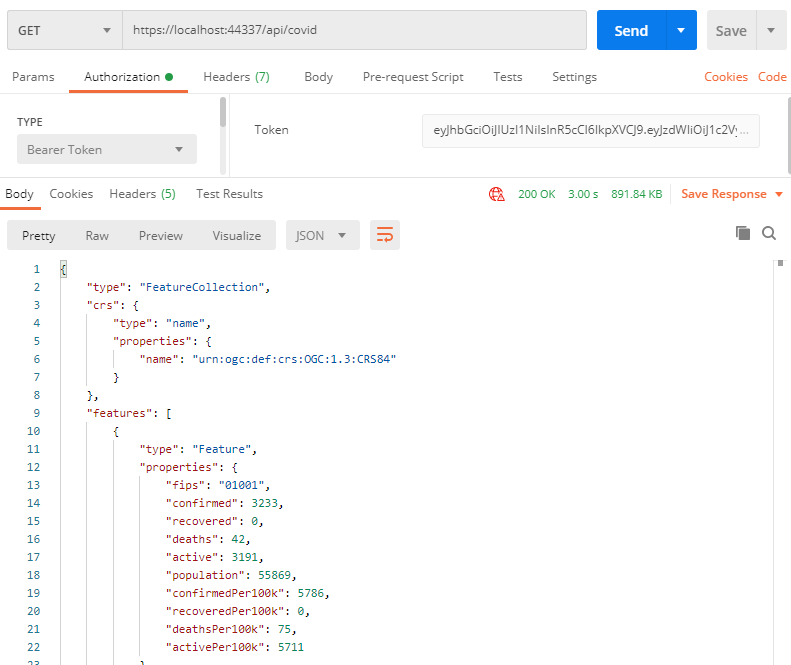 GET https://localhost:44337/api/covid Send Save
Params Authorization Headers (7) Body Pre-request Script Tests Settings Cookies Code
TYPE
Bearer Token
Token
Body Cookies Headers (5) Test Results 200 OK 3.00 s 891.84 KB Save Response
Pretty Raw Preview Visualize JSON
1 {
2 "type": "FeatureCollection",
3 "crs": {
4 "type": "name",
5 "properties": {
6 "name": "urn:ogc:def:crs:OGC:1.3:CRS84"
7 }
8 },
9 "features": [
10 {
11 "type": "Feature",
12 "properties": {
13 "fips": "01001",
14 "confirmed": 3233,
15 "recovered": 0,
16 "deaths": 42,
17 "active": 3191,
18 "population": 55869,
19 "confirmedPer100k": 5786,
20 "recoveredPer100k": 0,
21 "deathsPer100k": 75,
22 "activePer100k": 5711
23 }